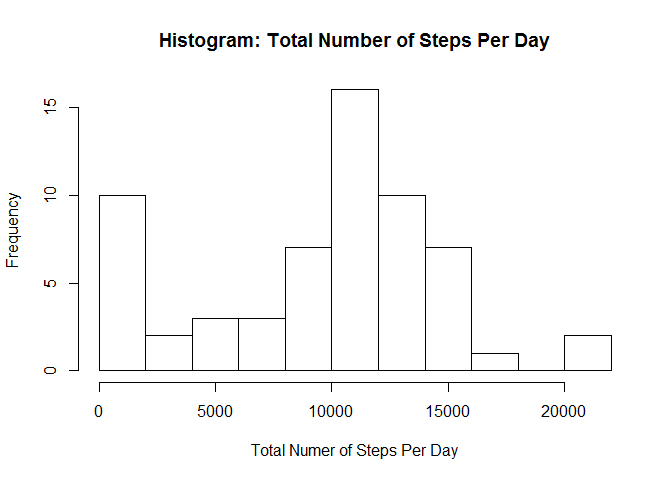 Histogram: Total Number of Steps Per Day
Frequency
15
10
5
0
0 5000 10000 15000 20000
Total Numer of Steps Per Day